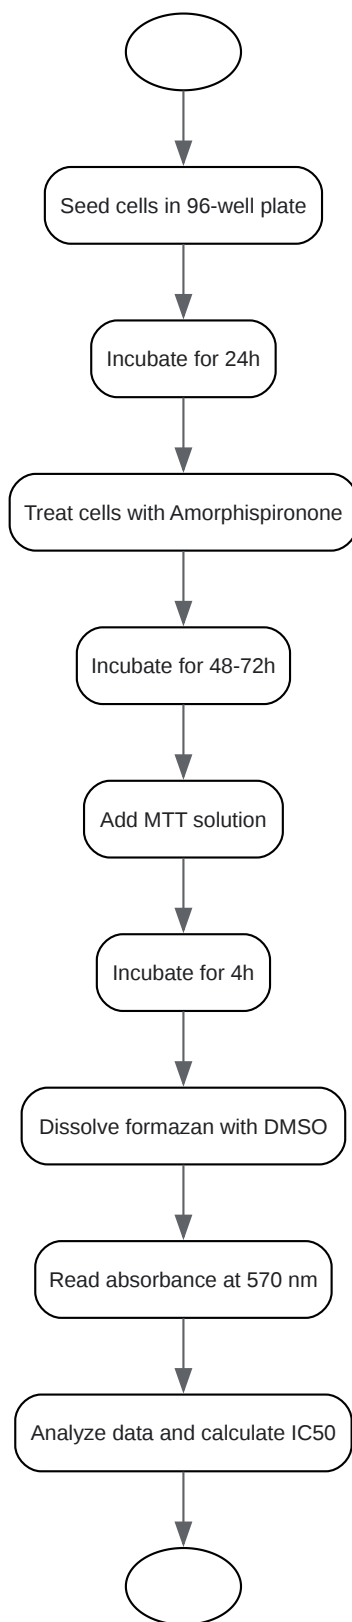 Seed cells in 96-well plate
Incubate for 24h
Treat cells with Amorphispironone
Incubate for 48-72h
Add MTT solution
Incubate for 4h
Dissolve formazan with DMSO
Read absorbance at 570 nm
Analyze data and calculate IC50